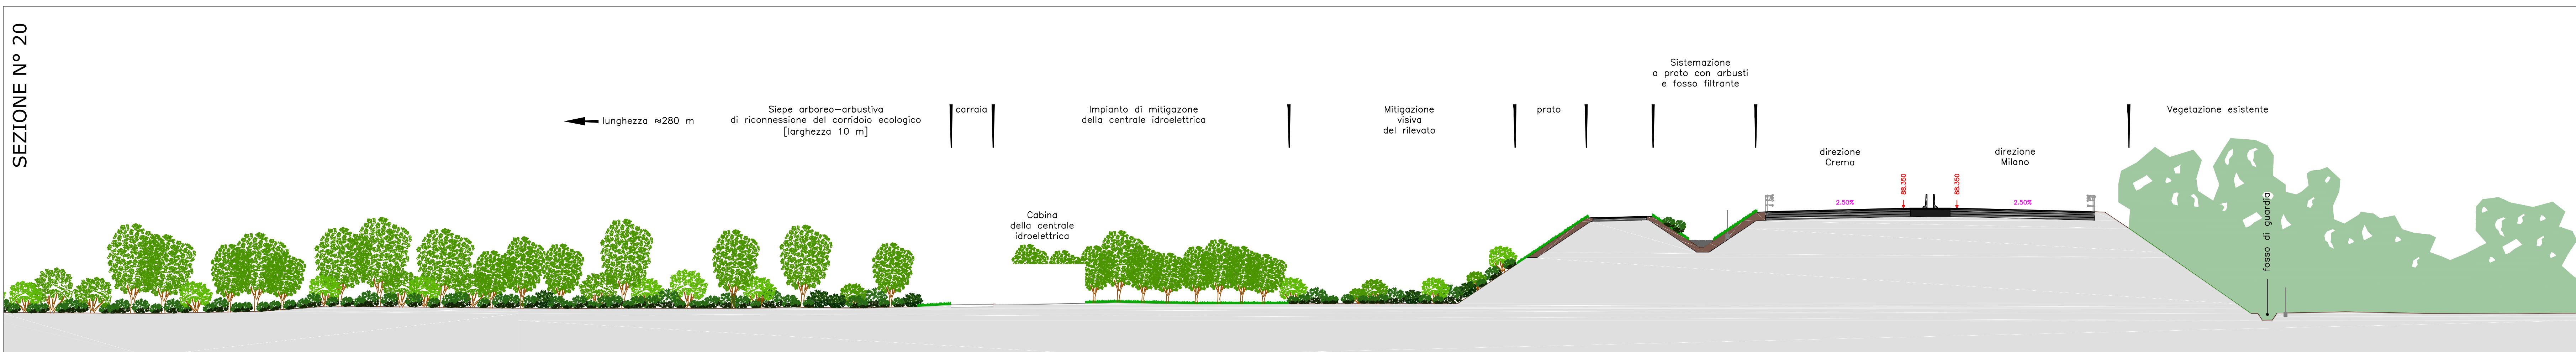 SEZIONE N° 20
lunghezza ≈280 m
Siepe arboreo-arbustiva
di riconnessione del corridoio ecologico
[larghezza 10 m]
carraia
Impianto di mitigazone
della centrale idroelettrica
Mitigazione
visiva
del rilevato
prato
Sistemazione
a prato con arbusti
e fosso filtrante
Vegetazione esistente
direzione
Crema
direzione
Milano
88.350
88.350
2.50%
2.50%
Cabina
della centrale
idroelettrica
fosso di guardia